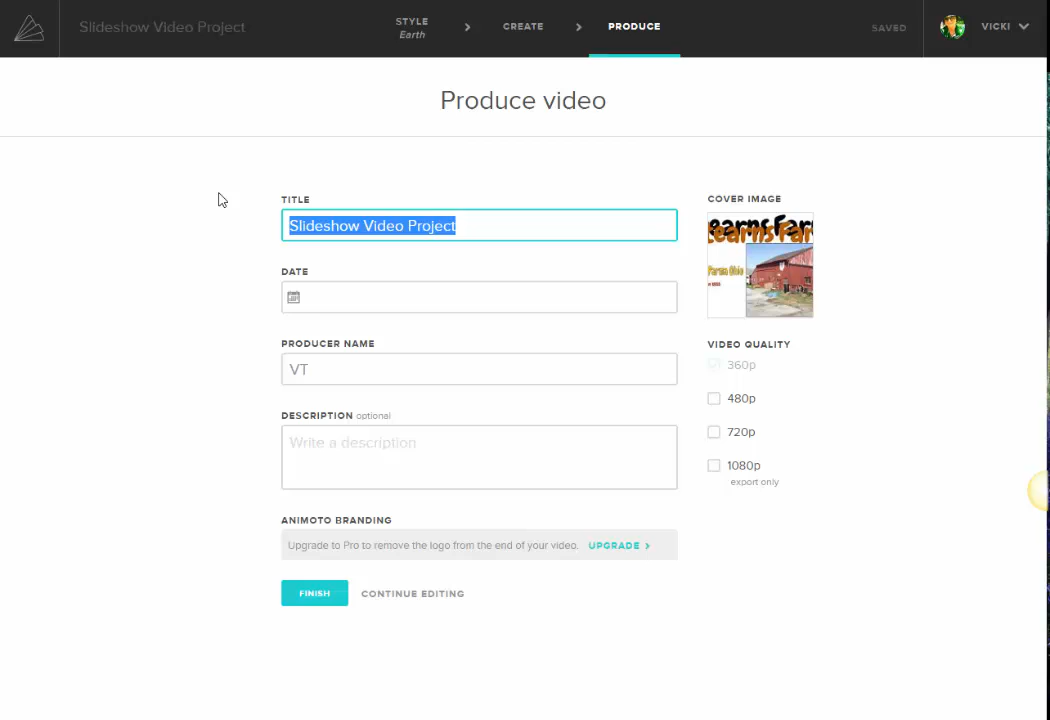 Slideshow Video Project
STYLE
Earth
CREATE
PRODUCE
SAVED
VICKI
Produce video
TITLE
Slideshow Video Project
DATE
PRODUCER NAME
VT
DESCRIPTION optional
Write a description
ANIMOTO BRANDING
Upgrade to Pro to remove the logo from the end of your video. UPGRADE >
FINISH
CONTINUE EDITING
COVER IMAGE
VIDEO QUALITY
360p
480p
720p
1080p
export only